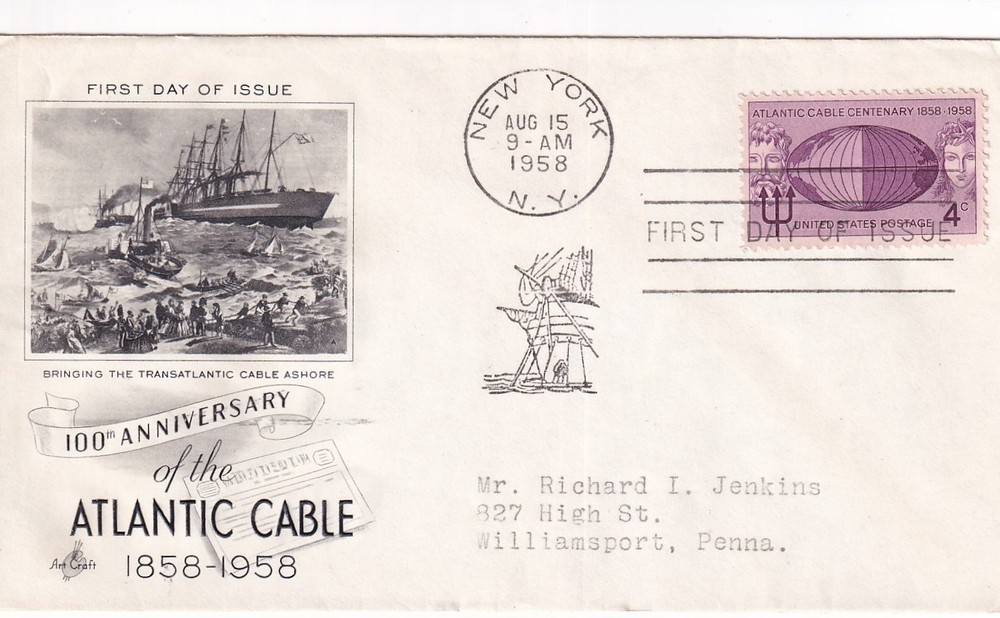 FIRST DAY OF ISSUE
BRINGING THE TRANSATLANTIC CABLE ASHORE
100th ANNIVERSARY
of the
ATLANTIC CABLE
1858-1958
Art Craft
NEW YORK
AUG 15
9-AM
1958
N. Y.
ATLANTIC CABLE CENTENARY 1858·1958
UNITED STATES POSTAGE 4c
FIRST DAY OF ISSUE
Mr. Richard I. Jenkins
827 High St.
Williamsport, Penna.